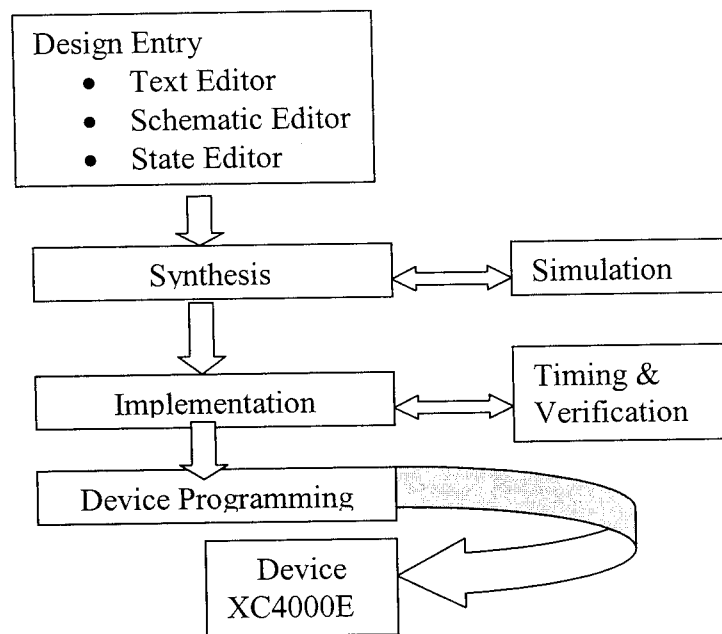 Design Entry
• Text Editor
• Schematic Editor
• State Editor
Synthesis
Simulation
Implementation
Timing &
Verification
Device Programming
Device
XC4000E